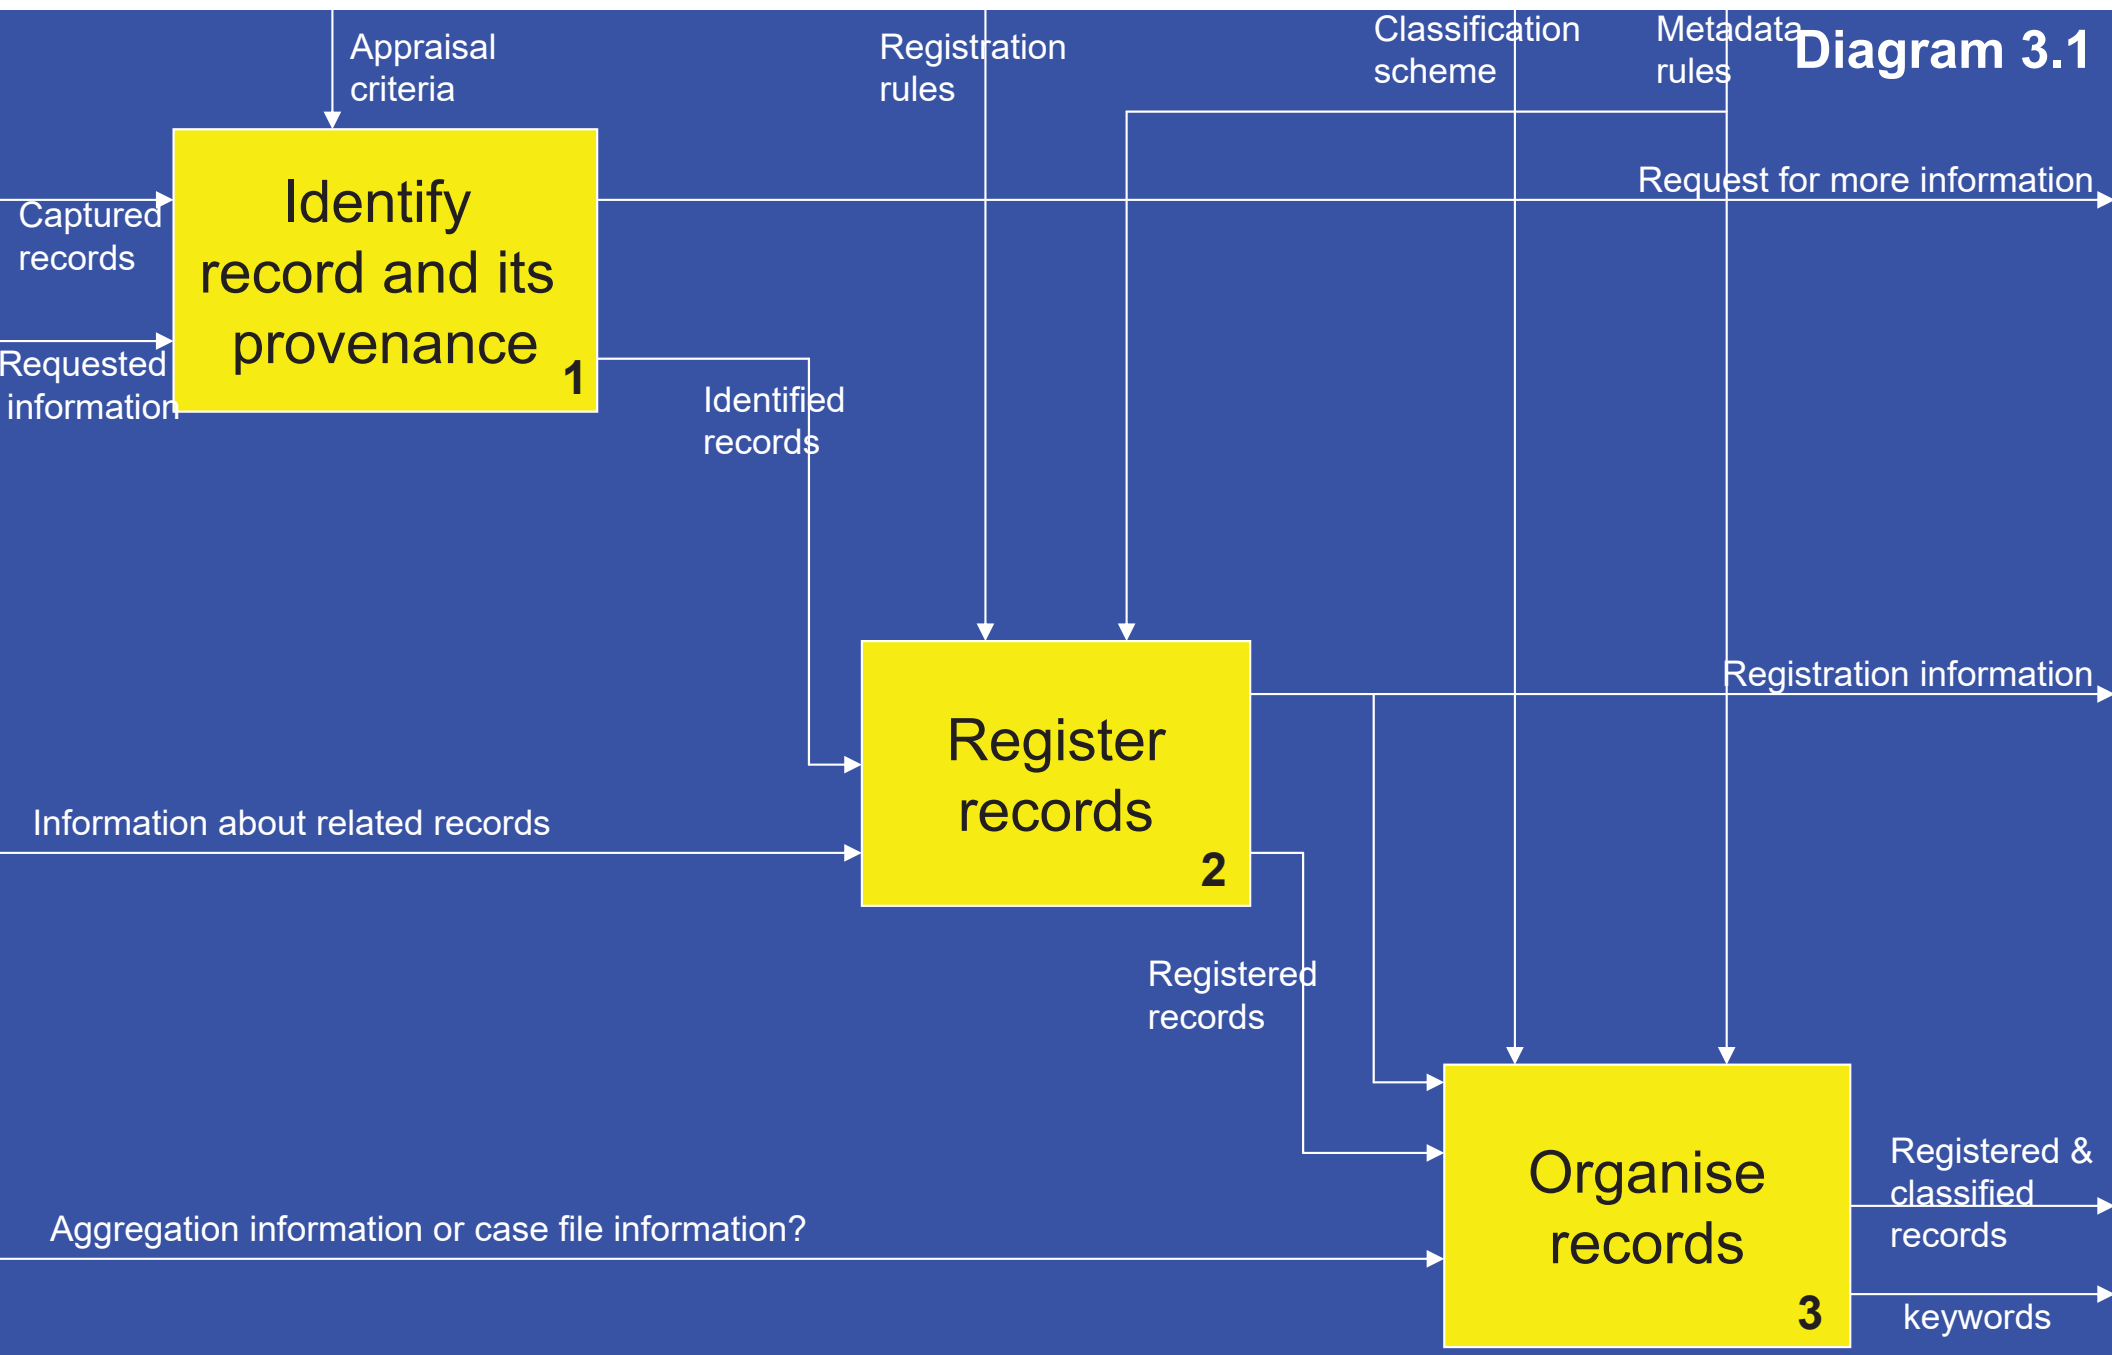 Appraisal
criteria
Registration
rules
Classification
scheme
Metadata
rules
Diagram 3.1
Identify
record and its
provenance
1
Captured
records
Requested
information
Request for more information
Identified
records
Register
records
2
Registration information
Information about related records
Registered
records
Organise
records
3
Aggregation information or case file information?
Registered &
classified
records
keywords